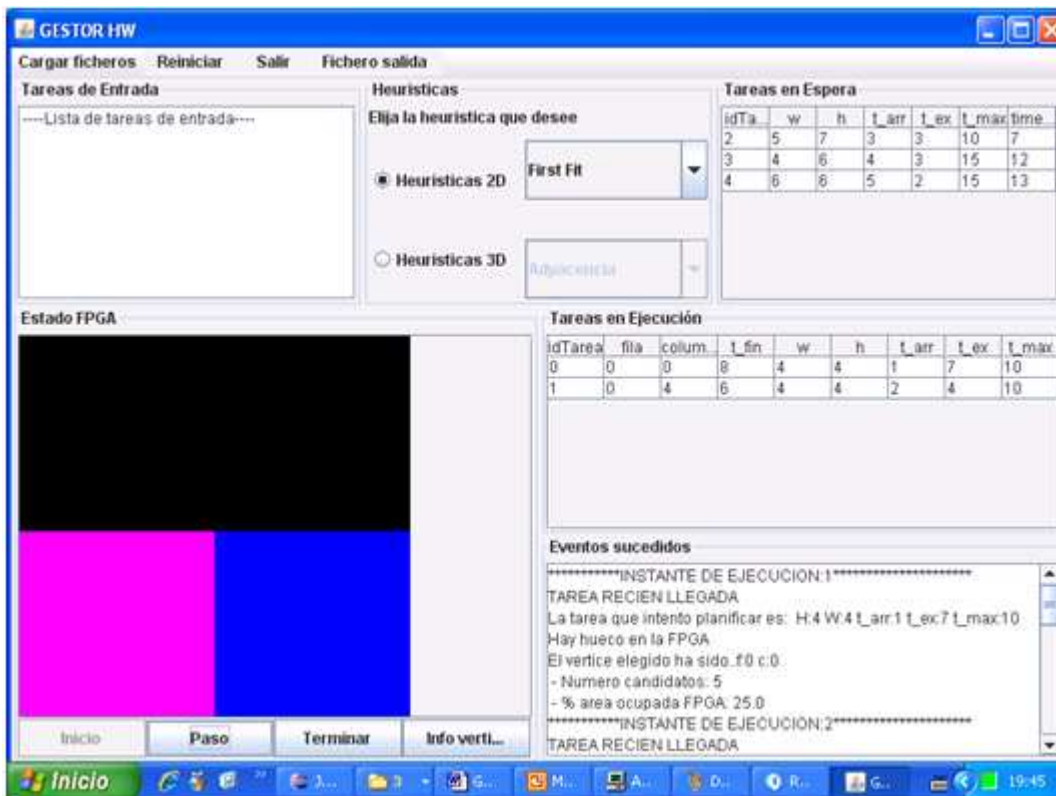 GESTOR HW
Cargar ficheros Reiniciar Salir Fichero salida
Tareas de Entrada
----Lista de tareas de entrada----
Heuristicas
Elija la heuristica que desee
Heuristicas 2D
First Fit
Heuristicas 3D
Adyacencia
Tareas en Espera
idTa... w h t_arr t_ex t_max time...
2 5 7 3 3 10 7
3 4 6 4 3 15 12
4 6 6 5 2 15 13
Estado FPGA
Tareas en Ejecución
idTarea fila colum... t_fin w h t_arr t_ex t_max
0 0 0 8 4 4 1 7 10
1 0 4 6 4 4 2 4 10
Eventos sucedidos
***********INSTANTE DE EJECUCION:1**********************
TAREA RECIEN LLEGADA
La tarea que intento planificar es: H:4 W:4 t_arr:1 t_ex:7 t_max:10
Hay hueco en la FPGA
El vertice elegido ha sido..f:0 c:0
- Numero candidatos: 5
- % area ocupada FPGA: 25.0
***********INSTANTE DE EJECUCION:2**********************
TAREA RECIEN LLEGADA
Inicio Paso Terminar Info verti...
Inicio J... 3 G... M... A... D... R... G... 19:45